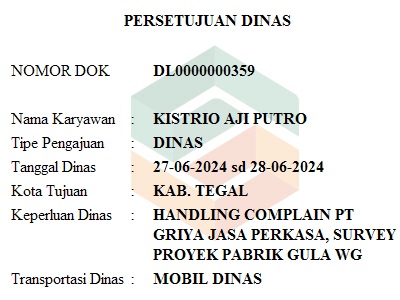 PERSETUJUAN DINAS
NOMOR DOK DL0000000359
Nama Karyawan : KISTRIO AJI PUTRO
Tipe Pengajuan : DINAS
Tanggal Dinas : 27-06-2024 sd 28-06-2024
Kota Tujuan : KAB. TEGAL
Keperluan Dinas : HANDLING COMPLAIN PT
GRIYA JASA PERKASA, SURVEY
PROYEK PABRIK GULA WG
Transportasi Dinas : MOBIL DINAS